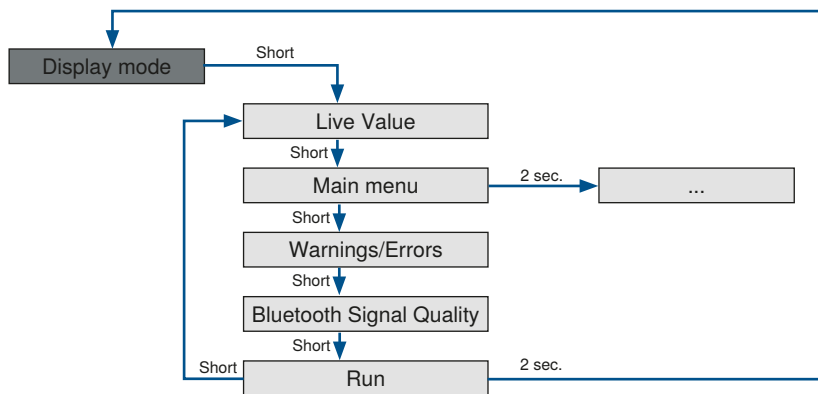 Short
Display mode
Live Value
Short
Main menu
2 sec.
...
Short
Warnings/Errors
Short
Bluetooth Signal Quality
Short
Short
Run
2 sec.